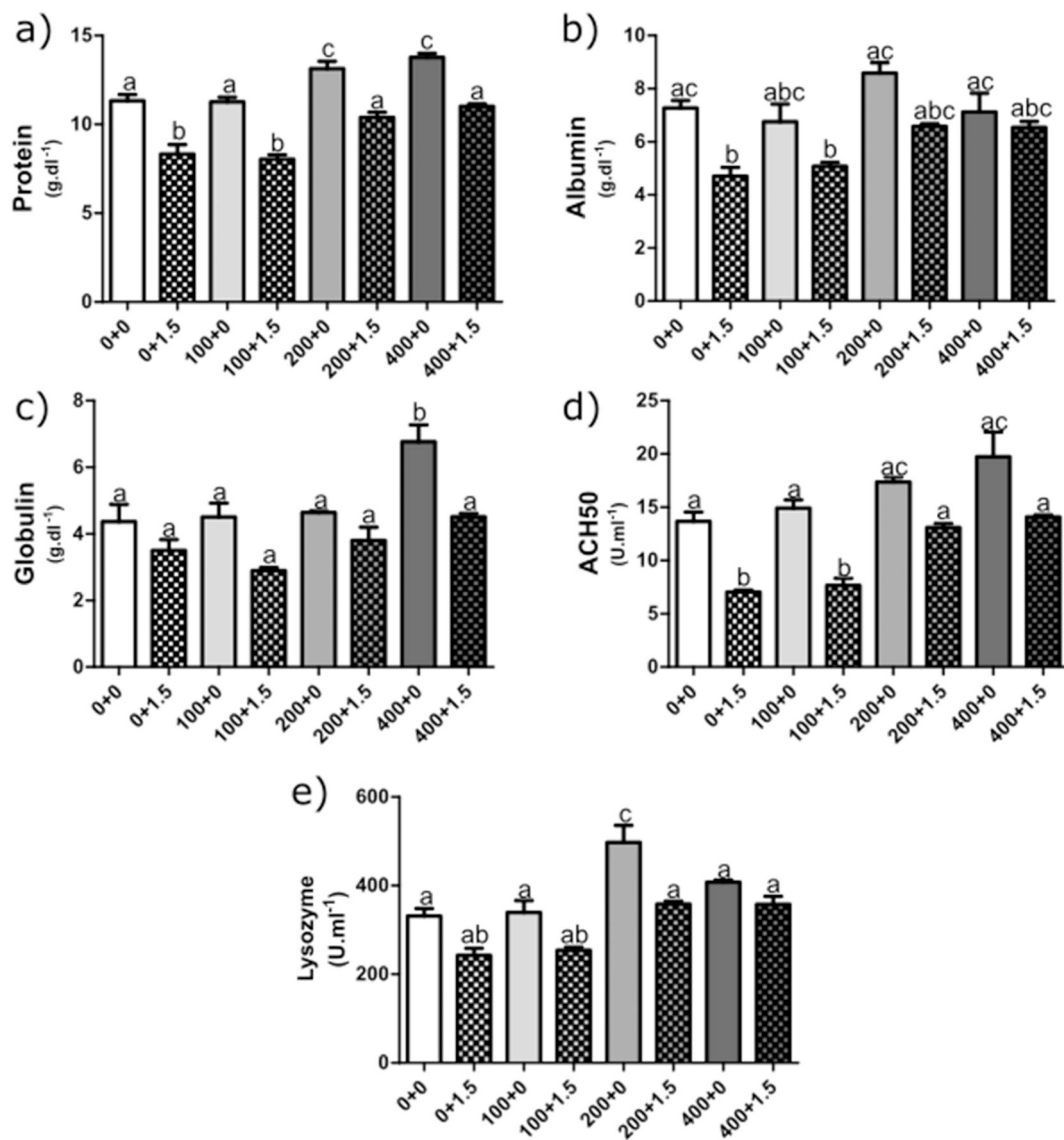 a)
Protein
(g.dl⁻¹)
15
10
5
0
a
b
a
b
c
a
c
a
0+0
0+1.5
100+0
100+1.5
200+0
200+1.5
400+0
400+1.5
b)
Albumin
(g.dl⁻¹)
10
8
6
4
2
0
ac
b
abc
b
ac
abc
ac
abc
0+0
0+1.5
100+0
100+1.5
200+0
200+1.5
400+0
400+1.5
c)
Globulin
(g.dl⁻¹)
8
6
4
2
0
a
a
a
a
a
a
b
a
0+0
0+1.5
100+0
100+1.5
200+0
200+1.5
400+0
400+1.5
d)
ACH50
(U.ml⁻¹)
25
20
15
10
5
0
a
b
a
b
ac
a
ac
a
0+0
0+1.5
100+0
100+1.5
200+0
200+1.5
400+0
400+1.5
e)
Lysozyme
(U.ml⁻¹)
600
400
200
0
a
ab
a
ab
c
a
a
a
0+0
0+1.5
100+0
100+1.5
200+0
200+1.5
400+0
400+1.5